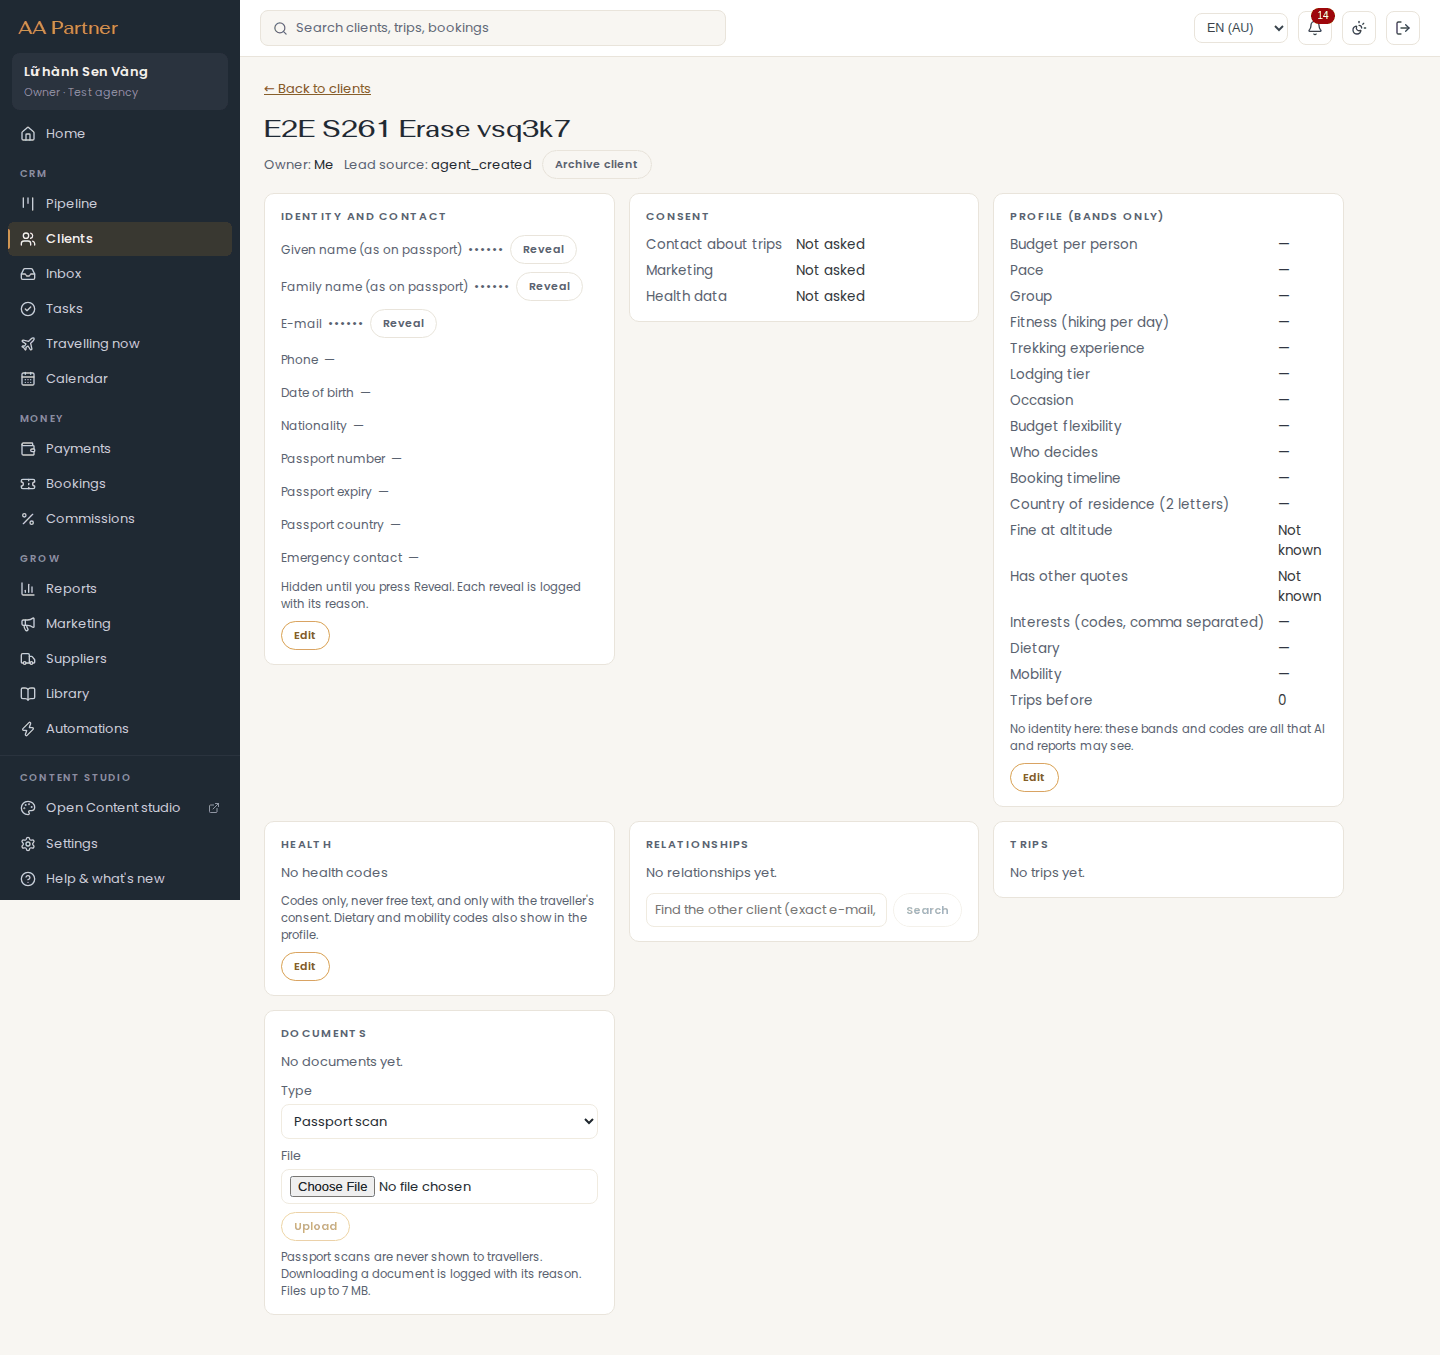 AA Partner
Lữ hành Sen Vàng
Owner · Test agency
Home
CRM
Pipeline
Clients
Inbox
Tasks
Travelling now
Calendar
MONEY
Payments
Bookings
Commissions
GROW
Reports
Marketing
Suppliers
Library
Automations
CONTENT STUDIO
Open Content studio
Settings
Help & what's new
Search clients, trips, bookings
EN (AU)
14
← Back to clients
E2E S261 Erase vsq3k7
Owner: Me Lead source: agent_created Archive client
IDENTITY AND CONTACT
Given name (as on passport) •••••• Reveal
Family name (as on passport) •••••• Reveal
E-mail •••••• Reveal
Phone —
Date of birth —
Nationality —
Passport number —
Passport expiry —
Passport country —
Emergency contact —
Hidden until you press Reveal. Each reveal is logged
with its reason.
Edit
CONSENT
Contact about trips Not asked
Marketing Not asked
Health data Not asked
PROFILE (BANDS ONLY)
Budget per person —
Pace —
Group —
Fitness (hiking per day) —
Trekking experience —
Lodging tier —
Occasion —
Budget flexibility —
Who decides —
Booking timeline —
Country of residence (2 letters) —
Fine at altitude Not
known
Has other quotes Not
known
Interests (codes, comma separated) —
Dietary —
Mobility —
Trips before 0
No identity here: these bands and codes are all that AI
and reports may see.
Edit
HEALTH
No health codes
Codes only, never free text, and only with the traveller's
consent. Dietary and mobility codes also show in the
profile.
Edit
RELATIONSHIPS
No relationships yet.
Find the other client (exact e-mail, Search
TRIPS
No trips yet.
DOCUMENTS
No documents yet.
Type
Passport scan
File
Choose File No file chosen
Upload
Passport scans are never shown to travellers.
Downloading a document is logged with its reason.
Files up to 7 MB.